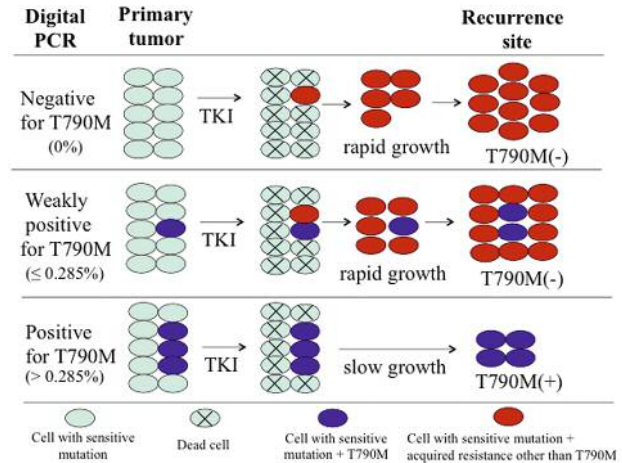 Digital PCR
Primary tumor
Recurrence site
Negative for T790M (0%)
TKI
rapid growth
T790M(-)
Weakly positive for T790M (≤ 0.285%)
TKI
rapid growth
T790M(-)
Positive for T790M (> 0.285%)
TKI
slow growth
T790M(+)
Cell with sensitive mutation
Dead cell
Cell with sensitive mutation + T790M
Cell with sensitive mutation + acquired resistance other than T790M